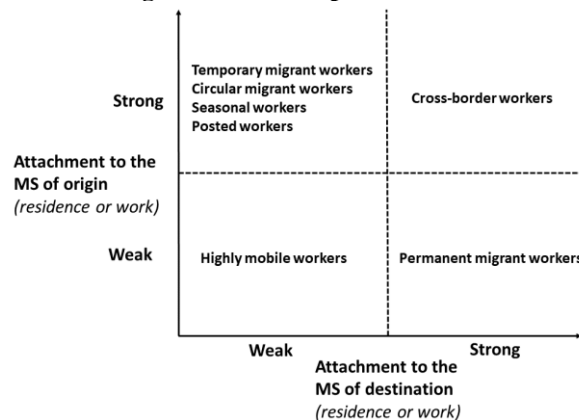 Temporary migrant workers
Circular migrant workers
Seasonal workers
Posted workers
Strong
Cross-border workers
Attachment to the
MS of origin
(residence or work)
Weak
Highly mobile workers
Permanent migrant workers
Weak
Strong
Attachment to the
MS of destination
(residence or work)